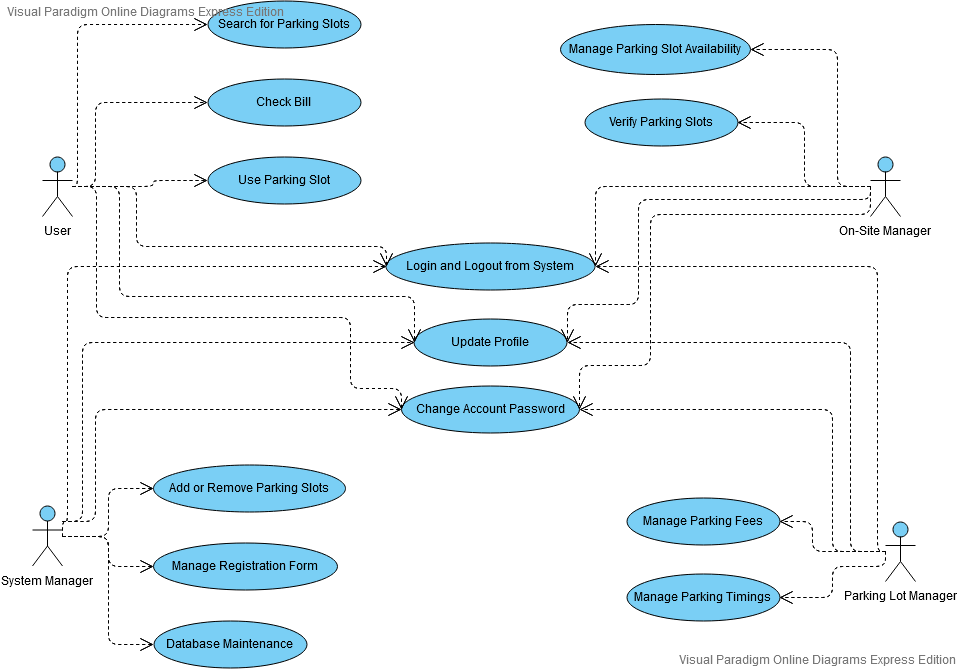 Visual Paradigm Online Diagrams Express Edition
Search for Parking Slots
Manage Parking Slot Availability
Check Bill
Verify Parking Slots
Use Parking Slot
User
On-Site Manager
Login and Logout from System
Update Profile
Change Account Password
Add or Remove Parking Slots
Manage Parking Fees
Manage Registration Form
System Manager
Manage Parking Timings
Parking Lot Manager
Database Maintenance
Visual Paradigm Online Diagrams Express Edition